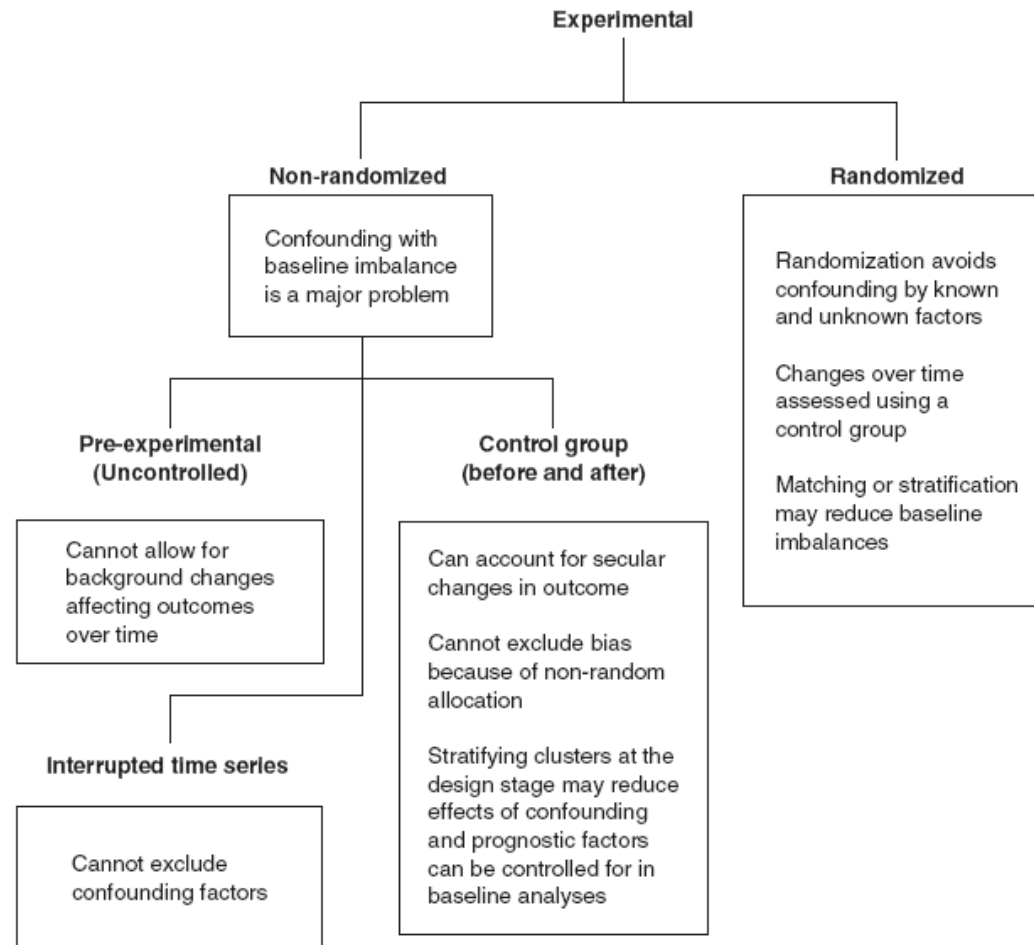 Experimental
Non-randomized
Confounding with
baseline imbalance
is a major problem
Randomized
Randomization avoids
confounding by known
and unknown factors
Changes over time
assessed using a
control group
Matching or stratification
may reduce baseline
imbalances
Pre-experimental
(Uncontrolled)
Cannot allow for
background changes
affecting outcomes
over time
Control group
(before and after)
Can account for secular
changes in outcome
Cannot exclude bias
because of non-random
allocation
Stratifying clusters at the
design stage may reduce
effects of confounding
and prognostic factors
can be controlled for in
baseline analyses
Interrupted time series
Cannot exclude
confounding factors